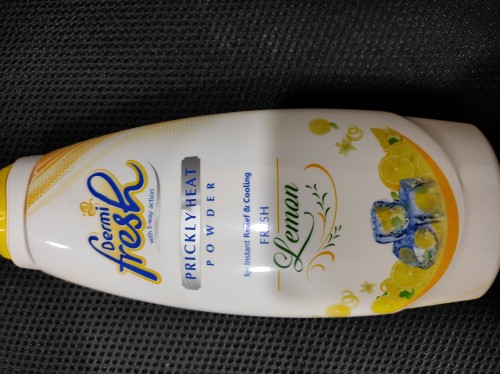 Dermi
fresh
with 3-way action
PRICKLY HEAT
POWDER
for Instant Relief & Cooling
FRESH
Lemon